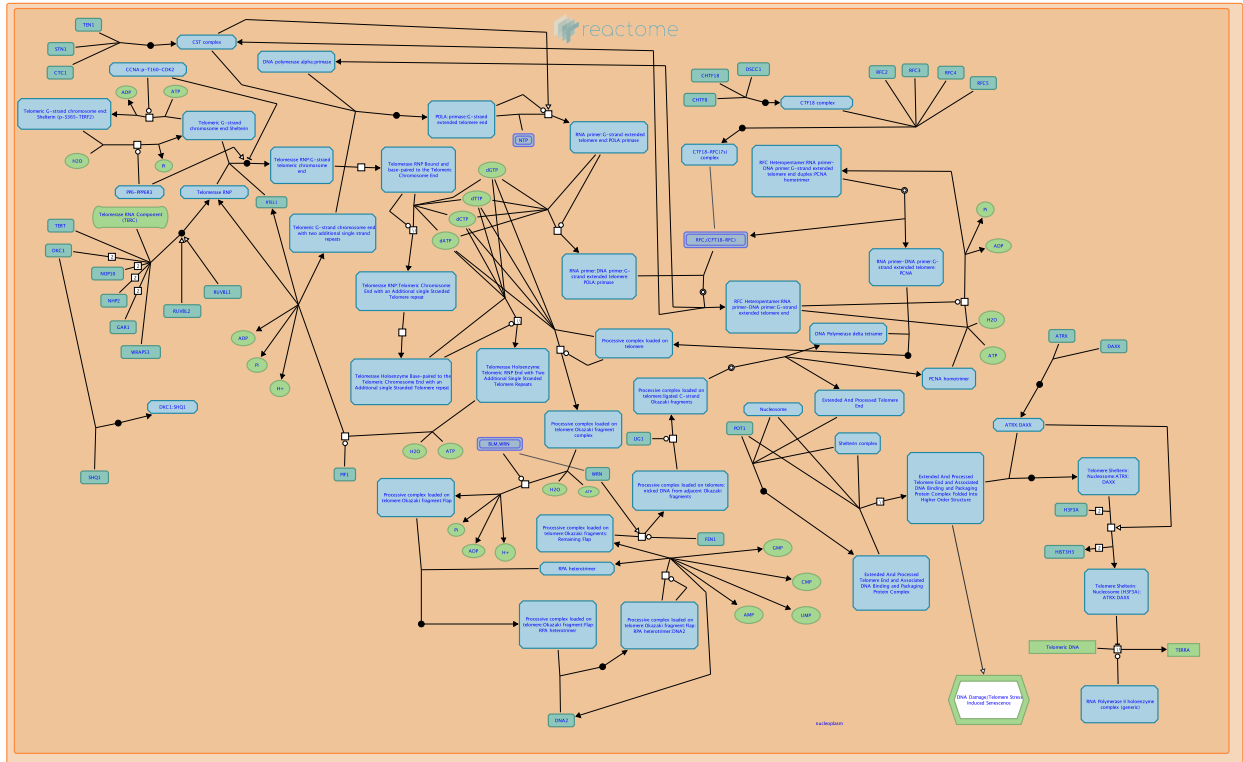 reactome
TEN1
STN1
CTC1
CST complex
DNA polymerase alpha:primase
CCNA:p-T160-CDK2
ADP
ATP
Telomeric G-strand chromosome end:
Shelterin (p-S365-TERF2)
Telomeric G-strand
chromosome end:Shelterin
H2O
Pi
PP6-PPP6R3
Telomerase RNP:G-strand
telomeric chromosome
end
Telomerase RNP Bound and
base-paired to the Telomeric
Chromosome End
POLA:primase:G-strand
extended telomere end
NTP
RNA primer:G-strand extended
telomere end:POLA:primase
CHTF18
DSCC1
CHTF8
CTF18 complex
RFC2
RFC3
RFC4
RFC5
CTF18-RFC(7s)
complex
RFC Heteropentamer:RNA primer-
DNA primer:G-strand extended
telomere end duplex:PCNA
homotrimer
Telomerase RNP
RTEL1
Telomerase RNA Component
(TERC)
TERT
DKC1
NOP10
NHP2
GAR1
WRAP53
RUVBL1
RUVBL2
2
2
2
Telomeric G-strand chromosome end
with two additional single strand
repeats
dGTP
dTTP
dCTP
dATP
RFC,(CFT18-RFC)
Pi
ADP
RNA primer-DNA primer:G-
strand extended telomere:
PCNA
RNA primer:DNA primer:G-
strand extended telomere
POLA:primase
Telomerase RNP:Telomeric Chromosome
End with an Additional single Stranded
Telomere repeat
RFC Heteropentamer:RNA
primer-DNA primer:G-strand
extended telomere end
ADP
Pi
H+
DNA Polymerase delta tetramer
H2O
ATP
PCNA homotrimer
Processive complex loaded on
telomere
Telomerase Holoenzyme Base-paired to the
Telomeric Chromosome End with an
Additional single Stranded Telomere repeat
Telomerase Holoenzyme:
Telomeric RNP End with Two
Additional Single Stranded
Telomere Repeats
ATRX
DAXX
Processive complex loaded on
telomere:ligated C-strand
Okazaki fragments
Extended And Processed Telomere
End
DKC1:SHQ1
SHQ1
Nucleosome
POT1
Shelterin complex
ATRX:DAXX
Processive complex loaded on
telomere:Okazaki fragment
complex
LIG1
H2O
ATP
PIF1
BLM,WRN
WRN
H2O
ATP
Processive complex loaded on
telomere:Okazaki fragment:Flap
Processive complex loaded on telomere:
nicked DNA from adjacent Okazaki
fragments
Extended And Processed
Telomere End and Associated
DNA Binding and Packaging
Protein Complex Folded Into
Higher Order Structure
Telomere:Shelterin:
Nucleosome:ATRX:
DAXX
H3F3A
2
HIST3H3
2
Pi
ADP
H+
Processive complex loaded on
telomere:Okazaki fragments:
Remaining Flap
FEN1
GMP
CMP
UMP
AMP
RPA heterotrimer
Extended And Processed
Telomere End and Associated
DNA Binding and Packaging
Protein Complex
Telomere:Shelterin:
Nucleosome (H3F3A):
ATRX:DAXX
Processive complex loaded on
telomere:Okazaki fragment:Flap:
RPA heterotrimer
Processive complex loaded on
telomere:Okazaki fragment:Flap:
RPA heterotrimer:DNA2
DNA2
Telomeric DNA
TERRA
DNA Damage/Telomere Stress
Induced Senescence
RNA Polymerase II holoenzyme
complex (generic)
nucleoplasm